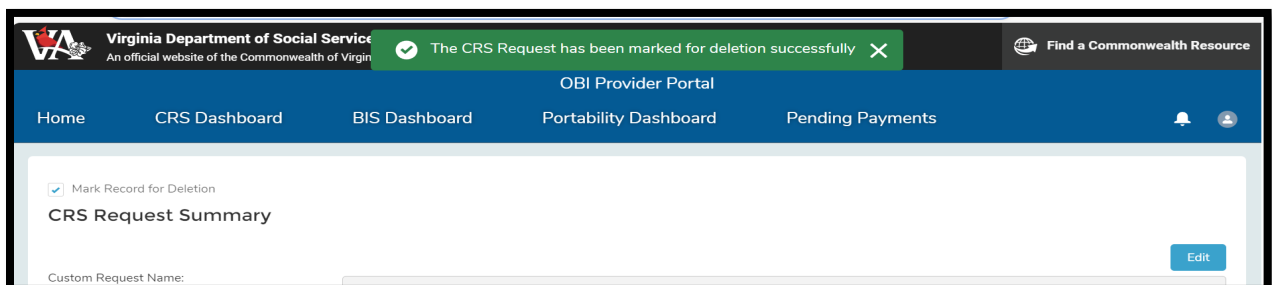 VA
Virginia Department of Social Service
An official website of the Commonwealth of Virgin
The CRS Request has been marked for deletion successfully
Find a Commonwealth Resource
OBI Provider Portal
Home CRS Dashboard BIS Dashboard Portability Dashboard Pending Payments
Mark Record for Deletion
CRS Request Summary
Edit
Custom Request Name: